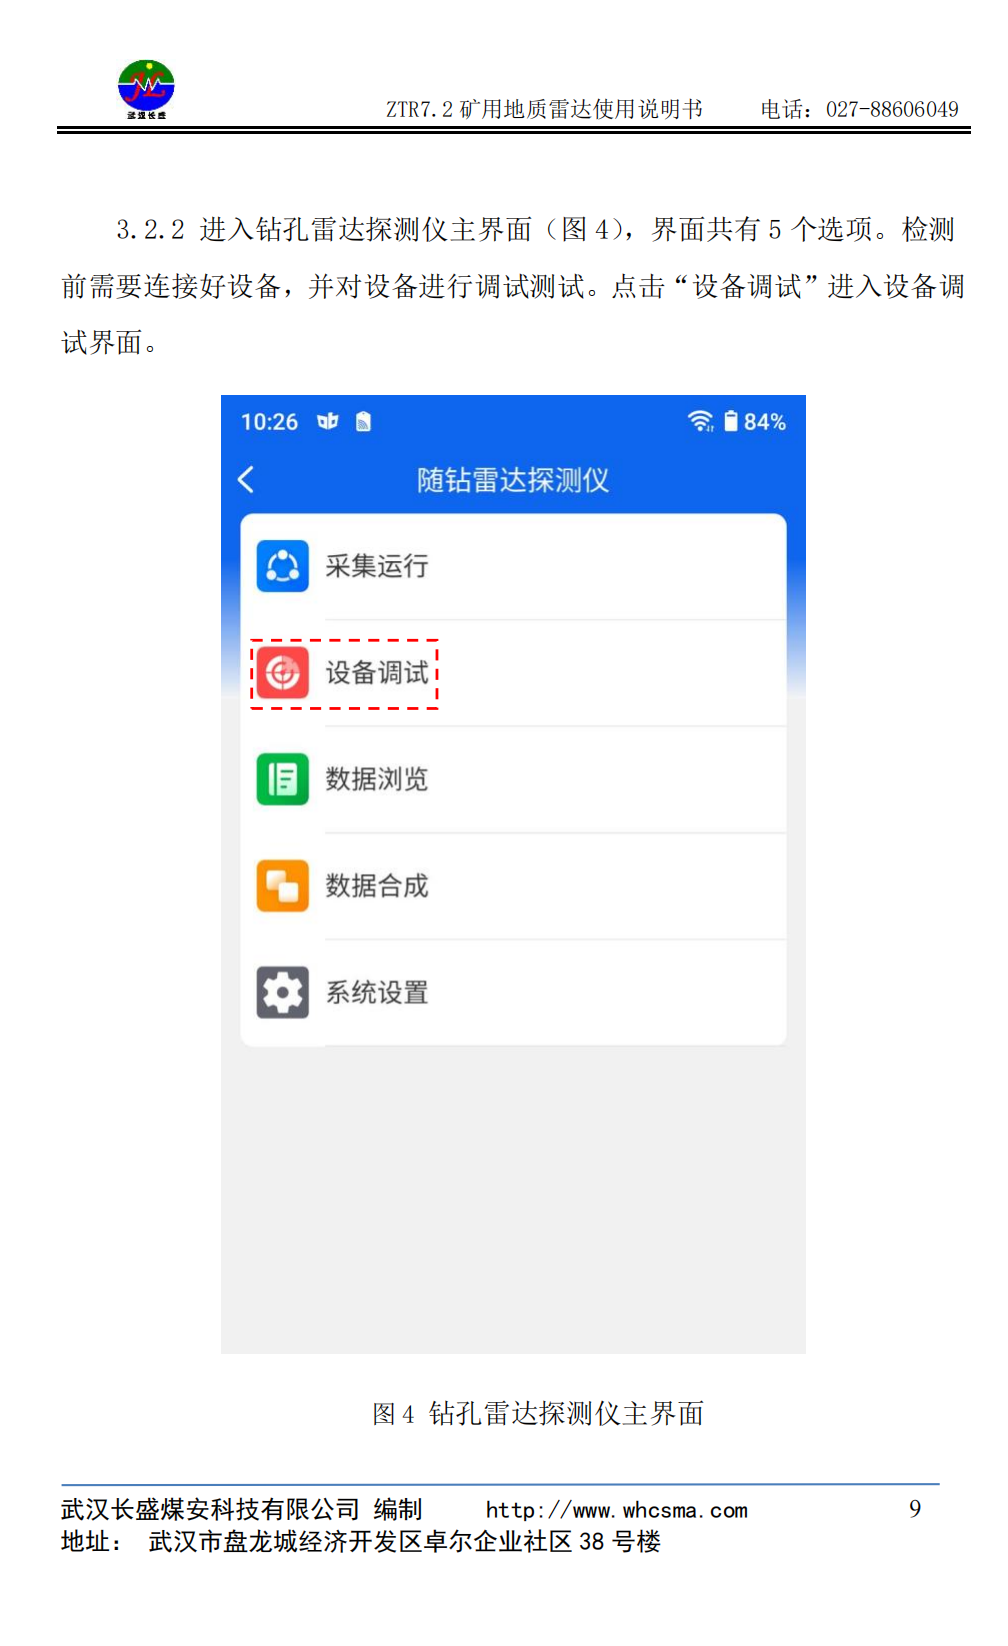 JL
武汉长盛
ZTR7.2 矿用地质雷达使用说明书 电话：027-88606049
3.2.2 进入钻孔雷达探测仪主界面（图 4），界面共有 5 个选项。检测
前需要连接好设备，并对设备进行调试测试。点击“设备调试”进入设备调
试界面。
10:26 84%
随钻雷达探测仪
采集运行
设备调试
数据浏览
数据合成
系统设置
图 4 钻孔雷达探测仪主界面
武汉长盛煤安科技有限公司 编制 http://www.whcsma.com 9
地址： 武汉市盘龙城经济开发区卓尔企业社区 38 号楼